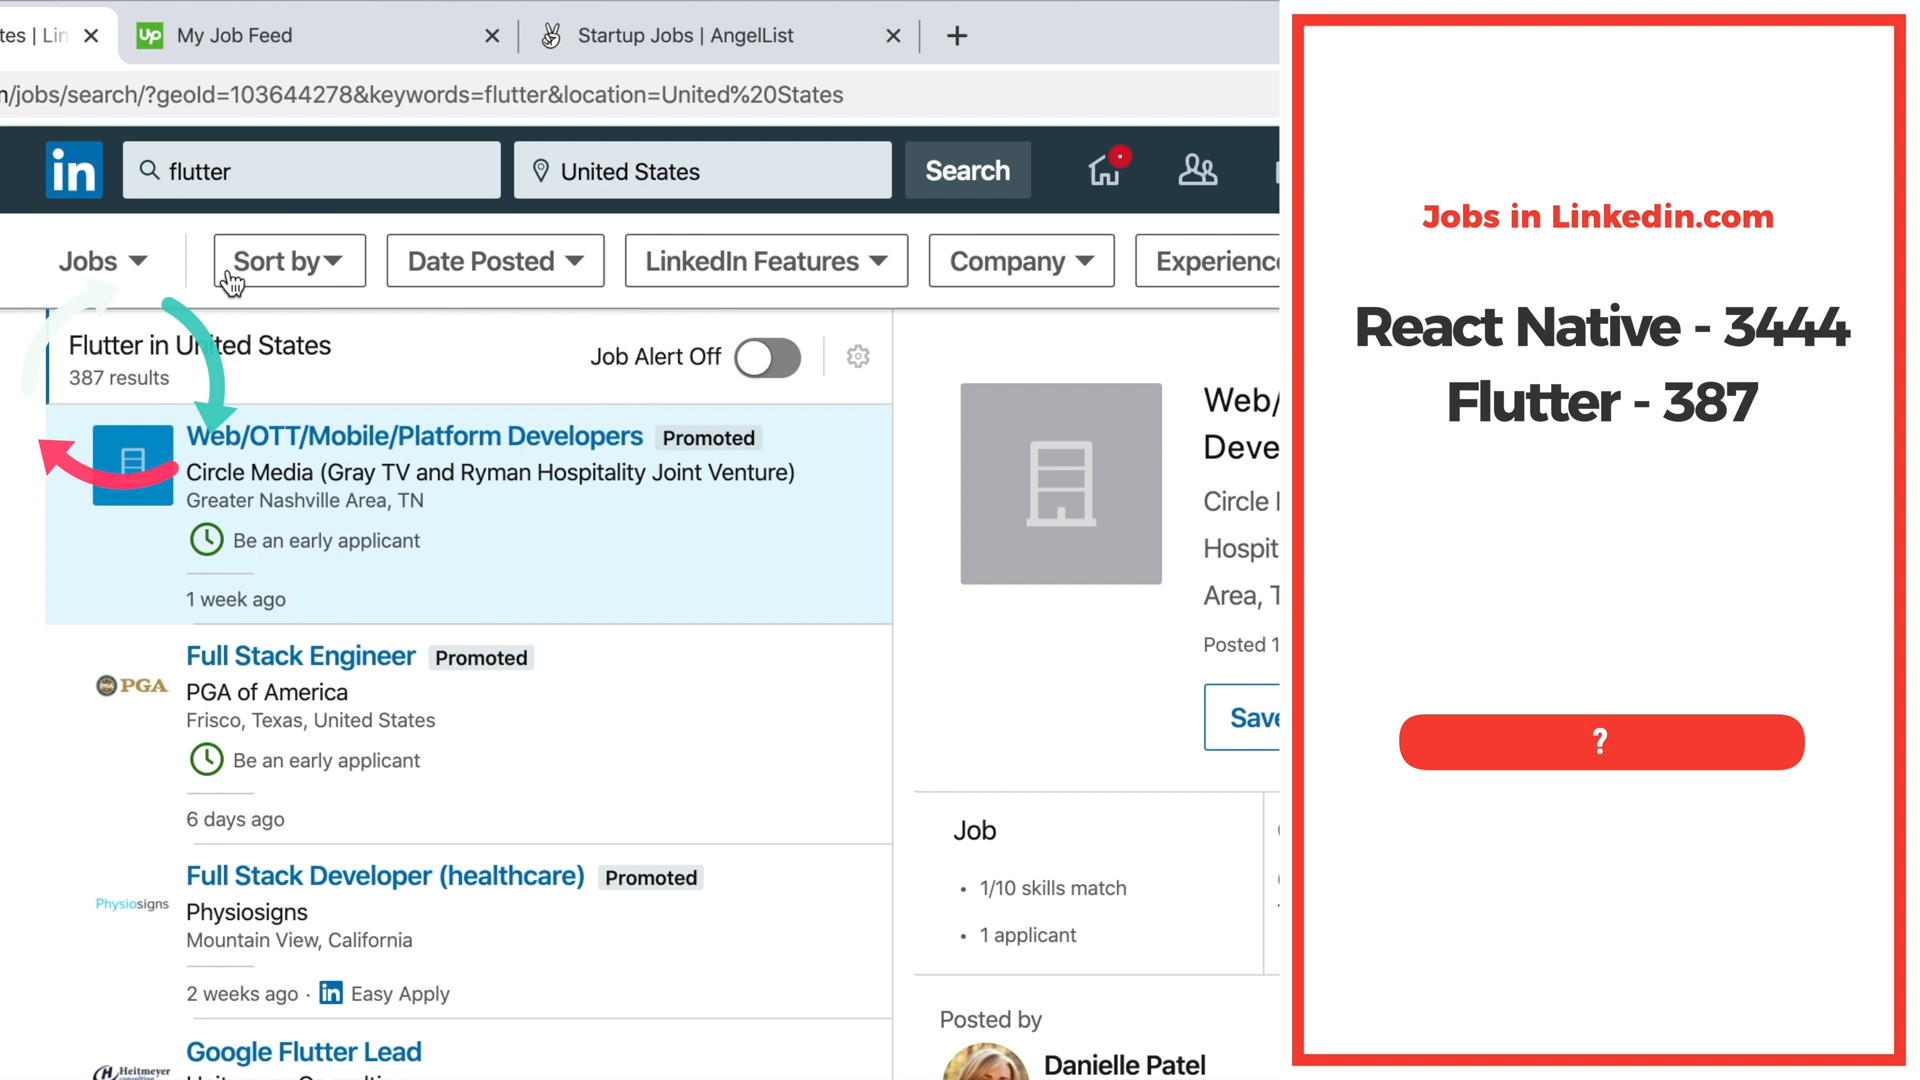 tes | Lin
My Job Feed
Startup Jobs | AngelList
/jobs/search/?geoId=103644278&keywords=flutter&location=United%20States
in
flutter
United States
Search
Jobs
Sort by
Date Posted
LinkedIn Features
Company
Experience
Flutter in United States
387 results
Job Alert Off
Web/OTT/Mobile/Platform Developers Promoted
Circle Media (Gray TV and Ryman Hospitality Joint Venture)
Greater Nashville Area, TN
Be an early applicant
1 week ago
PGA
Full Stack Engineer Promoted
PGA of America
Frisco, Texas, United States
Be an early applicant
6 days ago
Physiosigns
Full Stack Developer (healthcare) Promoted
Physiosigns
Mountain View, California
2 weeks ago · in Easy Apply
Heitmeyer
Google Flutter Lead
Web/
Deve
Circle
Hospit
Area, T
Posted 1
Save
Job
• 1/10 skills match
• 1 applicant
Posted by
Danielle Patel
Jobs in Linkedin.com
React Native - 3444
Flutter - 387
?